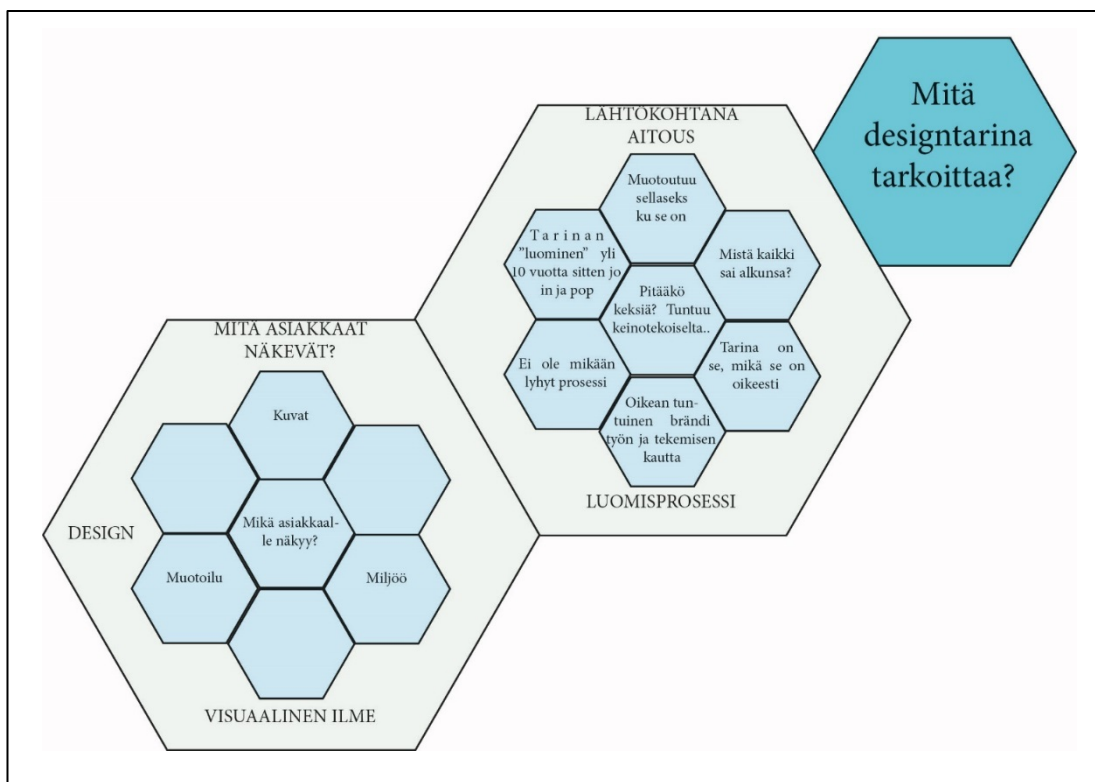 Mitä
designtarina
tarkoittaa?
LÄHTÖKOHTANA
AITOUS
Muotoutuu
sellaseks
ku se on
Tarinan
"luominen" yli
10 vuotta sitten jo
in ja pop
Mistä kaikki
sai alkunsa?
Pitääkö
keksiä? Tuntuu
keinotekoiselta..
Ei ole mikään
lyhyt prosessi
Tarina on
se, mikä se on
oikeesti
Oikean tun-
tuinen brändi
työn ja tekemisen
kautta
LUOMISPROSESSI
MITÄ ASIAKKAAT
NÄKEVÄT?
Kuvat
DESIGN
Mikä asiakkaal-
le näkyy?
Muotoilu
Miljöö
VISUAALINEN ILME